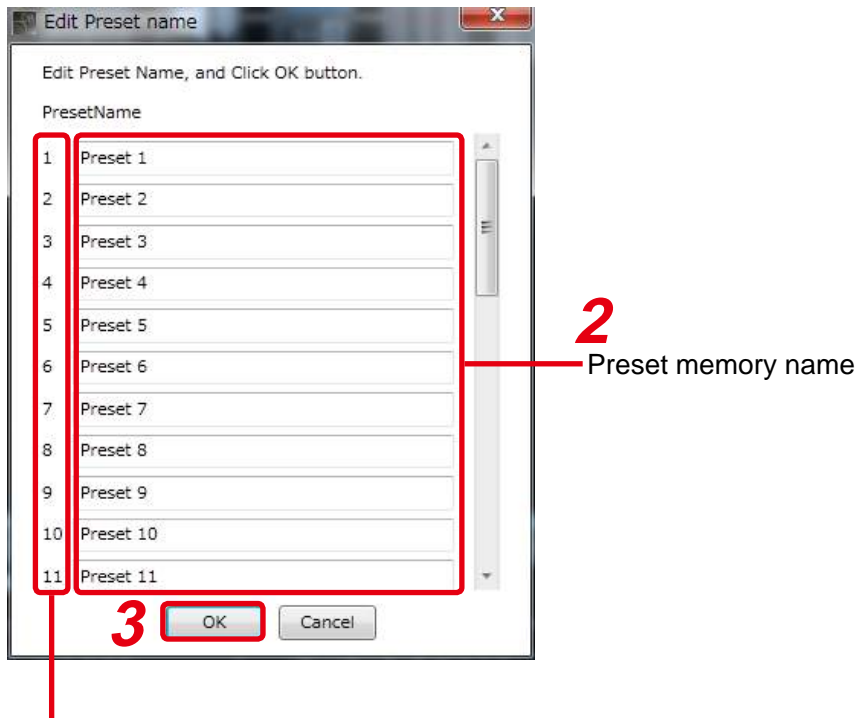 Edit Preset name
X
Edit Preset Name, and Click OK button.
PresetName
1 Preset 1
2 Preset 2
3 Preset 3
4 Preset 4
5 Preset 5
6 Preset 6
7 Preset 7
8 Preset 8
9 Preset 9
10 Preset 10
11 Preset 11
2
Preset memory name
3 OK Cancel